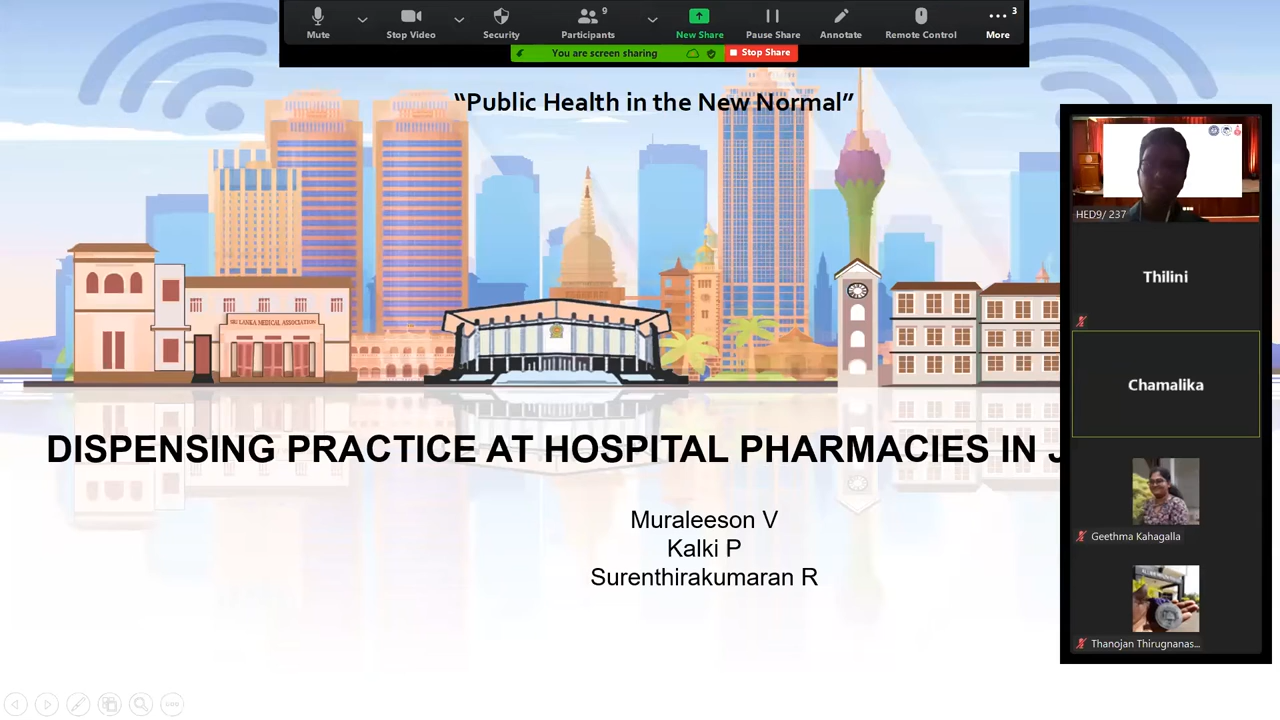 9
3
Mute
Stop Video
Security
Participants
New Share
Pause Share
Annotate
Remote Control
More
You are screen sharing
Stop Share
“Public Health in the New Normal”
HED9/ 237
Thilini
SRI LANKA MEDICAL ASSOCIATION
Chamalika
DISPENSING PRACTICE AT HOSPITAL PHARMACIES IN J
Muraleeson V
Kalki P
Surenthirakumaran R
Geethma Kahagalla
Thanojan Thirugnanas...